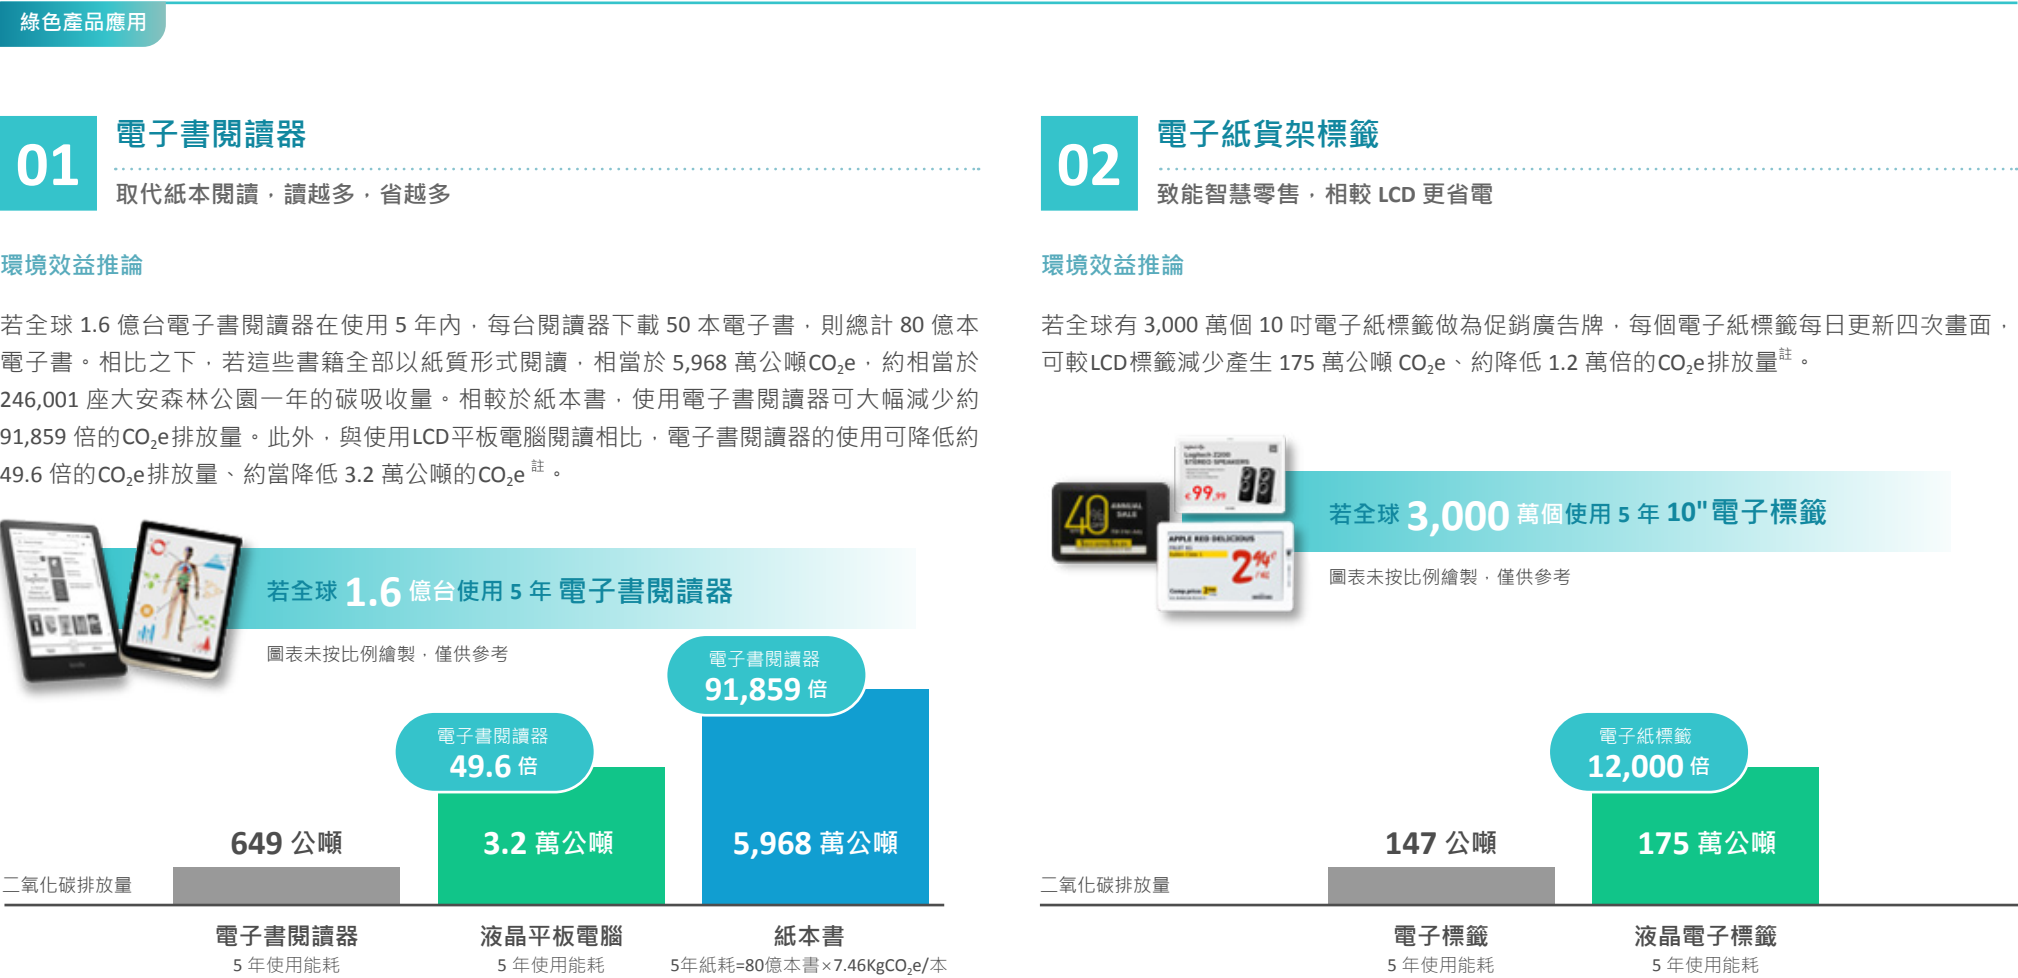 綠色產品應用
01
電子書閱讀器
取代紙本閱讀，讀越多，省越多
環境效益推論
若全球 1.6 億台電子書閱讀器在使用 5 年內，每台閱讀器下載 50 本電子書，則總計 80 億本
電子書。相比之下，若這些書籍全部以紙質形式閱讀，相當於 5,968 萬公噸CO₂e，約相當於
246,001 座大安森林公園一年的碳吸收量。相較於紙本書，使用電子書閱讀器可大幅減少約
91,859 倍的CO₂e排放量。此外，與使用LCD平板電腦閱讀相比，電子書閱讀器的使用可降低約
49.6 倍的CO₂e排放量、約當降低 3.2 萬公噸的CO₂e 註。
若全球 1.6 億台使用 5 年 電子書閱讀器
圖表未按比例繪製，僅供參考
電子書閱讀器
91,859 倍
電子書閱讀器
49.6 倍
649 公噸
3.2 萬公噸
5,968 萬公噸
二氧化碳排放量
電子書閱讀器
5 年使用能耗
液晶平板電腦
5 年使用能耗
紙本書
5年紙耗=80億本書×7.46KgCO₂e/本
02
電子紙貨架標籤
致能智慧零售，相較 LCD 更省電
環境效益推論
若全球有 3,000 萬個 10 吋電子紙標籤做為促銷廣告牌，每個電子紙標籤每日更新四次畫面，
可較LCD標籤減少產生 175 萬公噸 CO₂e、約降低 1.2 萬倍的CO₂e排放量註。
Logitech Z200
STEREO SPEAKERS
€99,99
40%
ANNUAL
SALE
APPLE RED DELICIOUS
若全球 3,000 萬個使用 5 年 10"電子標籤
圖表未按比例繪製，僅供參考
電子紙標籤
12,000 倍
147 公噸
175 萬公噸
二氧化碳排放量
電子標籤
5 年使用能耗
液晶電子標籤
5 年使用能耗